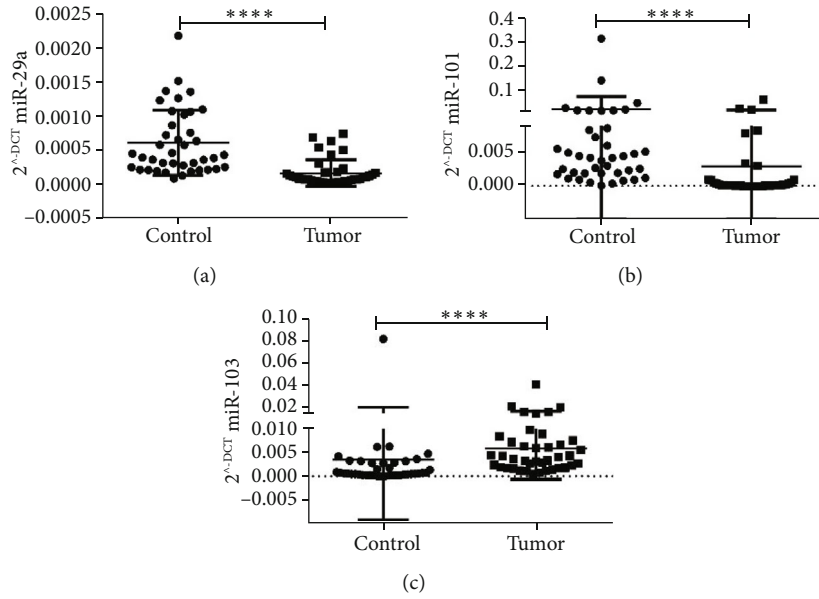 0.0025
0.0020
0.0015
0.0010
0.0005
0.0000
−0.0005
2^-DCT miR-29a
****
Control
Tumor
(a)
0.4
0.3
0.2
0.1
0.005
0.000
2^-DCT miR-101
****
Control
Tumor
(b)
0.10
0.08
0.06
0.04
0.02
0.010
0.005
0.000
−0.005
2^-DCT miR-103
****
Control
Tumor
(c)